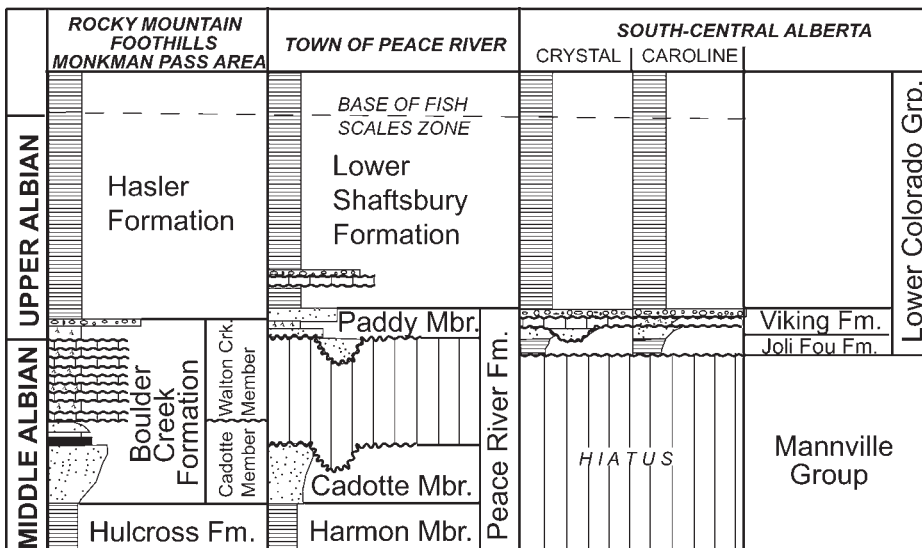 ROCKY MOUNTAIN
FOOTHILLS
MONKMAN PASS AREA
TOWN OF PEACE RIVER
SOUTH-CENTRAL ALBERTA
CRYSTAL
CAROLINE
UPPER ALBIAN
MIDDLE ALBIAN
Hasler
Formation
Boulder
Creek
Formation
Walton Crk.
Member
Cadotte
Member
Hulcross Fm.
BASE OF FISH
SCALES ZONE
Lower
Shaftsbury
Formation
Paddy Mbr.
Cadotte Mbr.
Harmon Mbr.
Peace River Fm.
HIATUS
Viking Fm.
Joli Fou Fm.
Mannville
Group
Lower Colorado Grp.